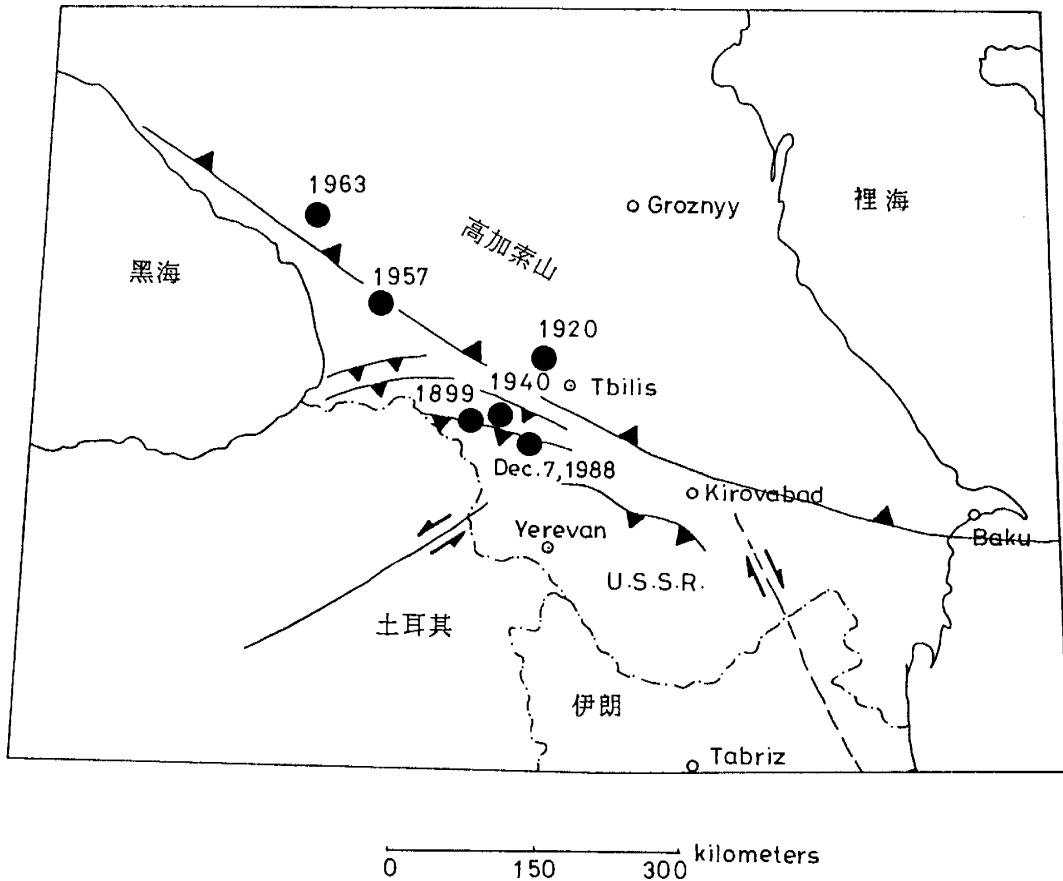 1963
Groznyy
裡海
高加索山
黑海
1957
1920
Tbilis
1940
1899
Dec.7,1988
Kirovabad
Baku
Yerevan
U.S.S.R.
土耳其
伊朗
Tabriz
kilometers
0 150 300